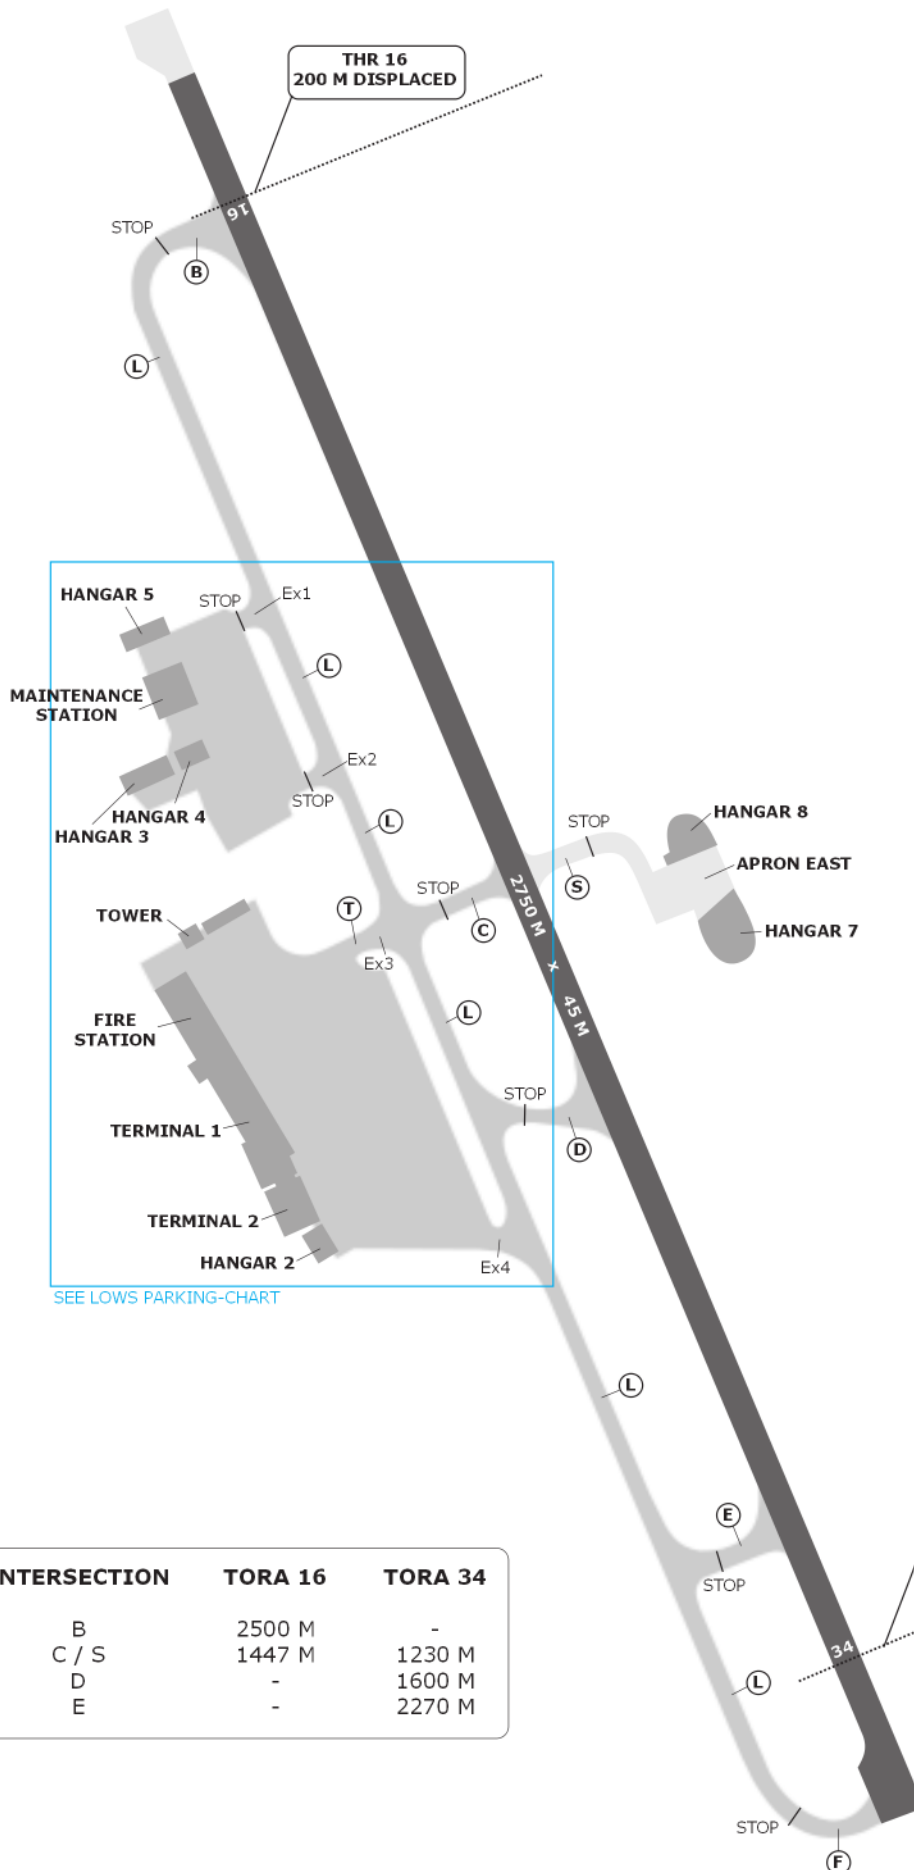 THR 16
200 M DISPLACED
16
STOP
B
L
HANGAR 5
STOP
Ex1
L
MAINTENANCE
STATION
Ex2
STOP
HANGAR 4
HANGAR 3
L
STOP
HANGAR 8
APRON EAST
S
HANGAR 7
STOP
C
2750 M x 45 M
TOWER
T
Ex3
L
FIRE
STATION
STOP
D
TERMINAL 1
TERMINAL 2
HANGAR 2
Ex4
SEE LOWS PARKING-CHART
L
E
STOP
NTERSECTION TORA 16 TORA 34
B 2500 M -
C / S 1447 M 1230 M
D - 1600 M
E - 2270 M
34
L
STOP
F